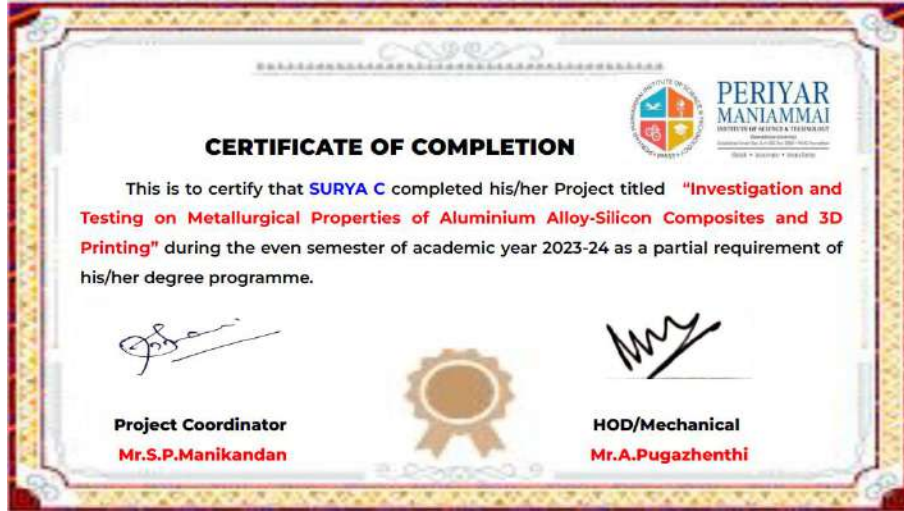 PERIYAR
MANIAMMAI
INSTITUTE OF SCIENCE & TECHNOLOGY
CERTIFICATE OF COMPLETION
This is to certify that SURYA C completed his/her Project titled "Investigation and
Testing on Metallurgical Properties of Aluminium Alloy-Silicon Composites and 3D
Printing" during the even semester of academic year 2023-24 as a partial requirement of
his/her degree programme.
Project Coordinator
HOD/Mechanical
Mr.S.P.Manikandan
Mr.A.Pugazhenthi